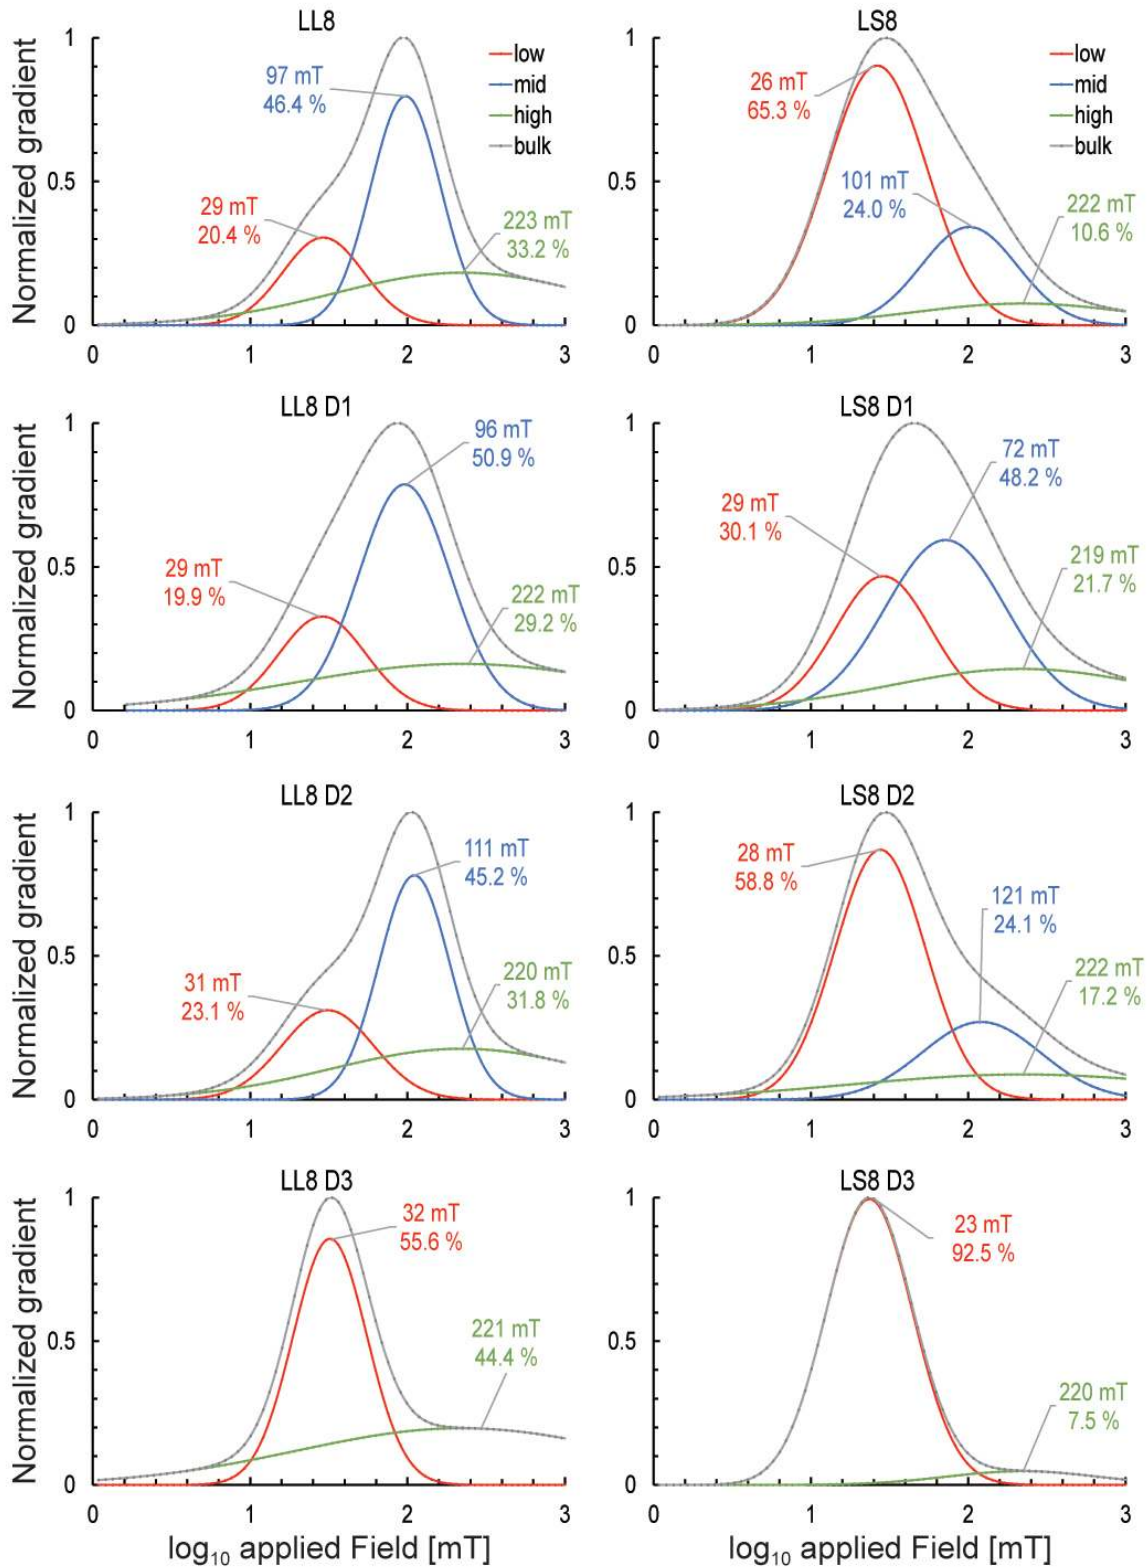 LL8
Normalized gradient
1
0.5
0
0
1
2
3
low
mid
high
bulk
97 mT
46.4 %
29 mT
20.4 %
223 mT
33.2 %
LS8
1
0.5
0
0
1
2
3
low
mid
high
bulk
26 mT
65.3 %
101 mT
24.0 %
222 mT
10.6 %
LL8 D1
Normalized gradient
1
0.5
0
0
1
2
3
96 mT
50.9 %
29 mT
19.9 %
222 mT
29.2 %
LS8 D1
1
0.5
0
0
1
2
3
72 mT
48.2 %
29 mT
30.1 %
219 mT
21.7 %
LL8 D2
Normalized gradient
1
0.5
0
0
1
2
3
111 mT
45.2 %
31 mT
23.1 %
220 mT
31.8 %
LS8 D2
1
0.5
0
0
1
2
3
28 mT
58.8 %
121 mT
24.1 %
222 mT
17.2 %
LL8 D3
Normalized gradient
1
0.5
0
0
1
2
3
32 mT
55.6 %
221 mT
44.4 %
log₁₀ applied Field [mT]
LS8 D3
1
0.5
0
0
1
2
3
23 mT
92.5 %
220 mT
7.5 %
log₁₀ applied Field [mT]